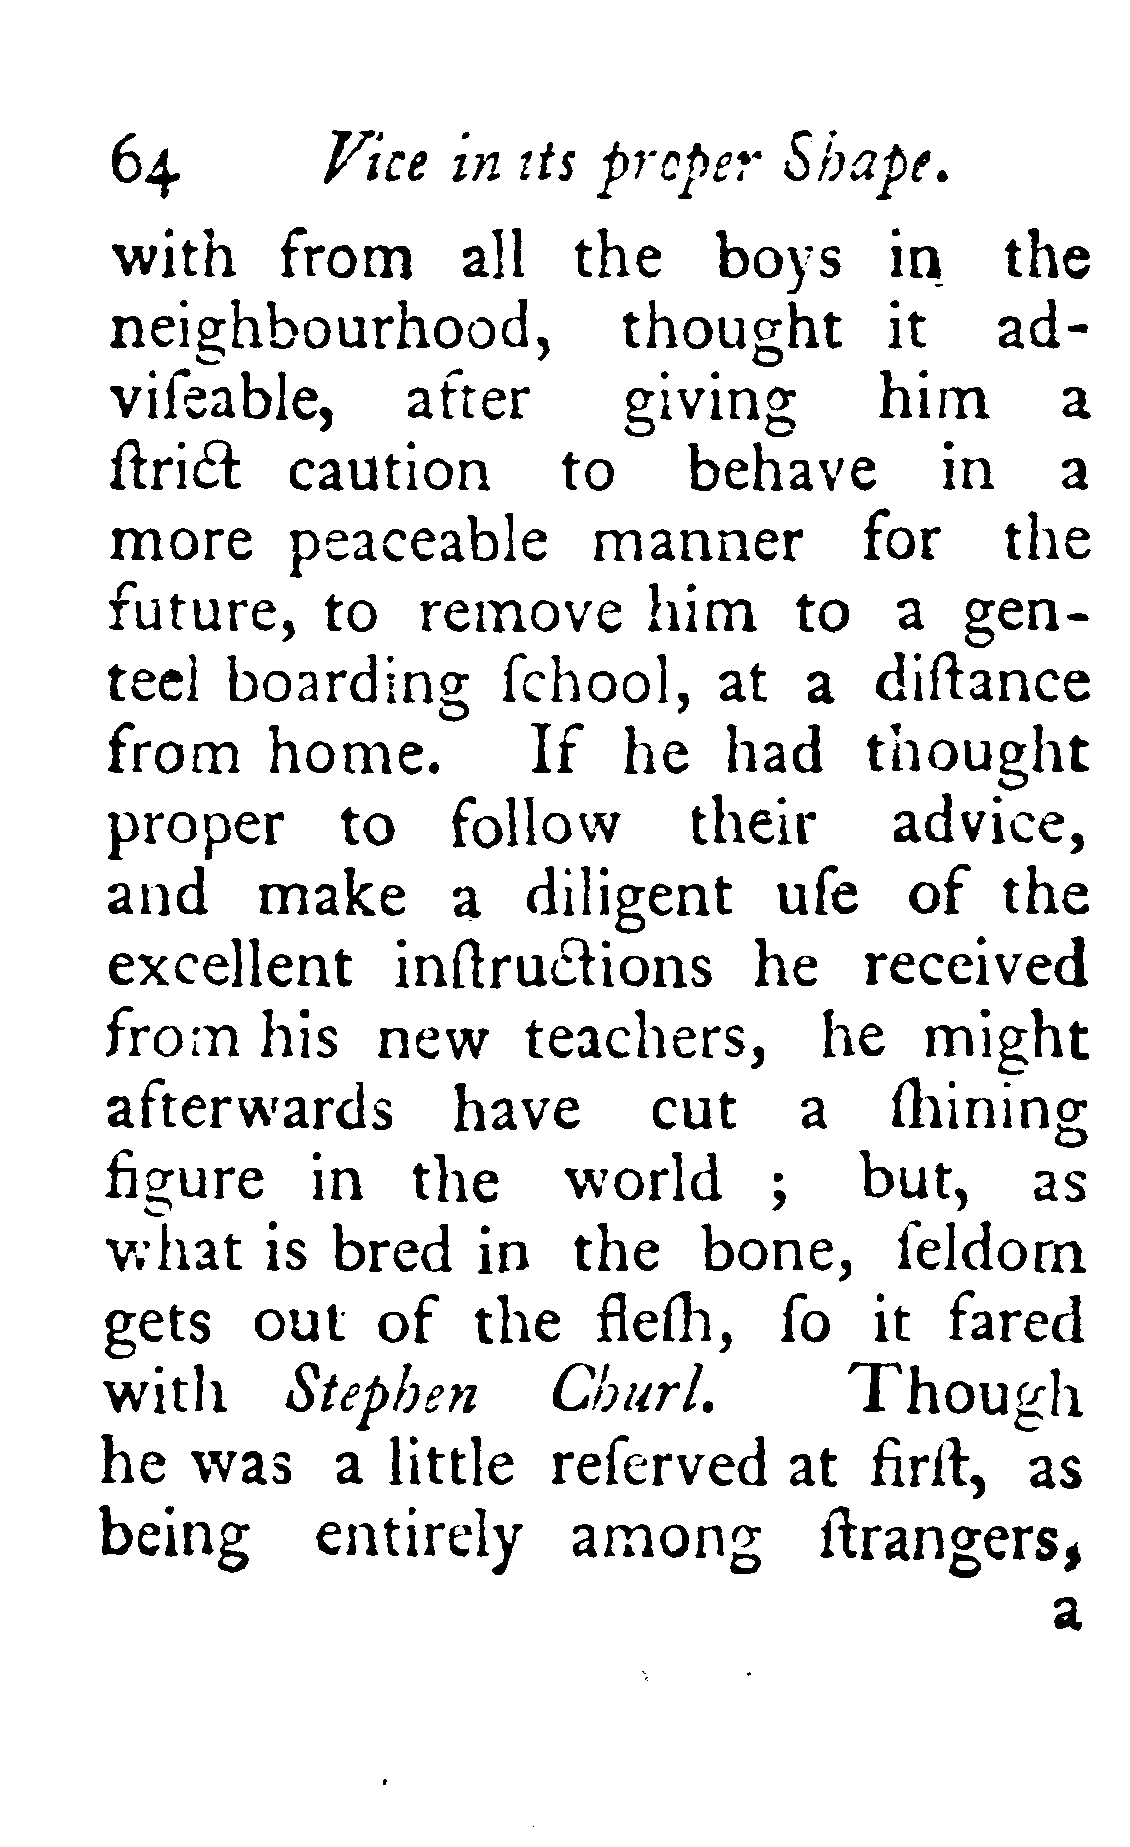 64 Vice in its proper Shape.
with from all the boys in the
neighbourhood, thought it ad-
viſeable, after giving him a
ſtrict caution to behave in a
more peaceable manner for the
future, to remove him to a gen-
teel boarding ſchool, at a diſtance
from home. If he had thought
proper to follow their advice,
and make a diligent uſe of the
excellent inſtructions he received
from his new teachers, he might
afterwards have cut a ſhining
figure in the world ; but, as
what is bred in the bone, ſeldom
gets out of the fleſh, ſo it fared
with Stephen Churl. Though
he was a little reſerved at firſt, as
being entirely among ſtrangers,
a